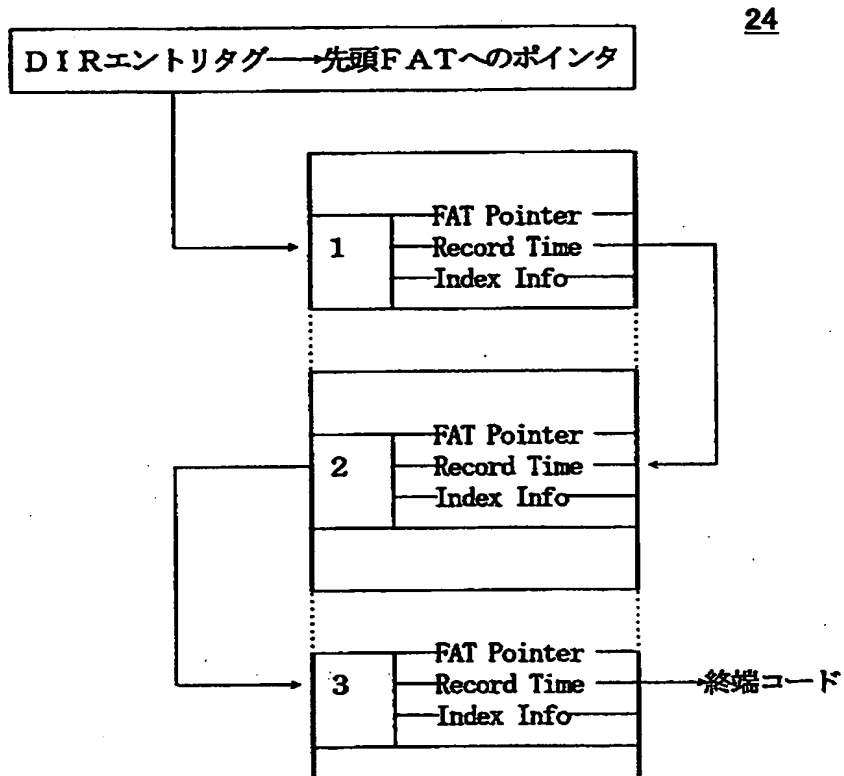 24
DIRエントリタグ→先頭FATへのポインタ
FAT Pointer
1
Record Time
Index Info
FAT Pointer
2
Record Time
Index Info
FAT Pointer
3
Record Time
終端コード
Index Info